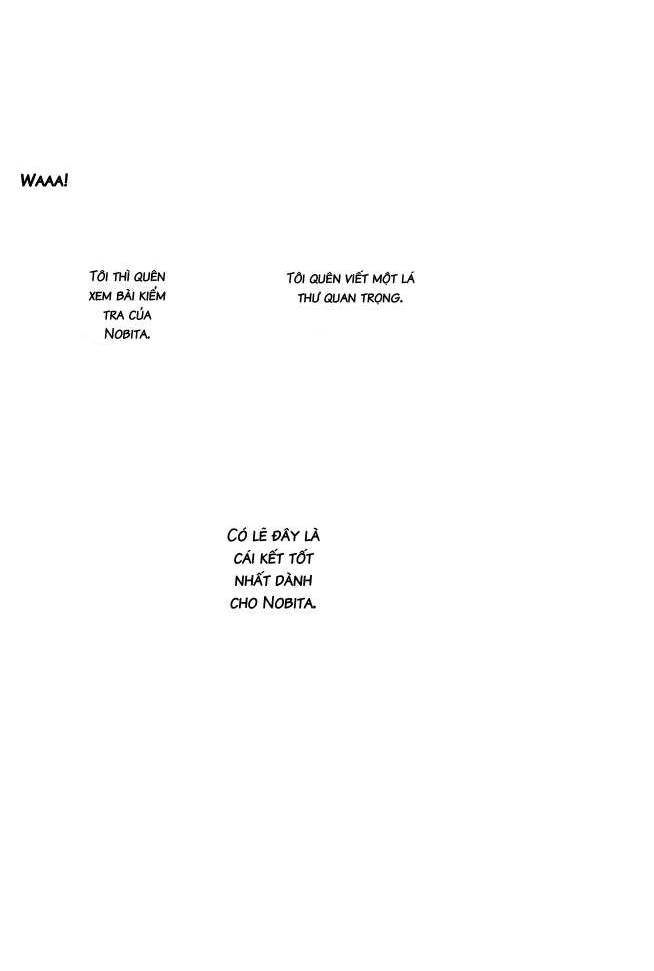 WAAA!
TÔI THÌ QUÊN
XEM BÀI KIỂM
TRA CỦA
NOBITA.
TÔI QUÊN VIẾT MỘT LÁ
THƯ QUAN TRỌNG.
CÓ LẼ ĐÂY LÀ
CÁI KẾT TỐT
NHẤT DÀNH
CHO NOBITA.